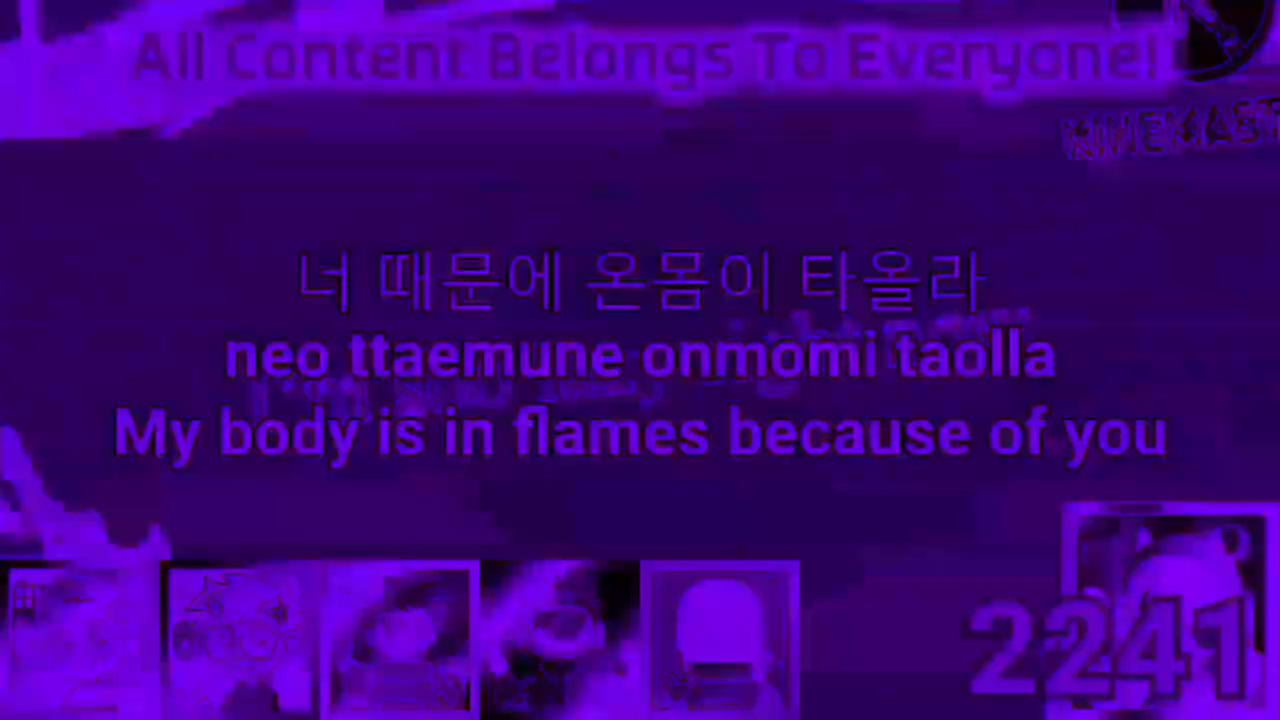 All Content Belongs To Everyone!
KINEMAST
너 때문에 온몸이 타올라
neo ttaemune onmomi taolla
My body is in flames because of you
2241